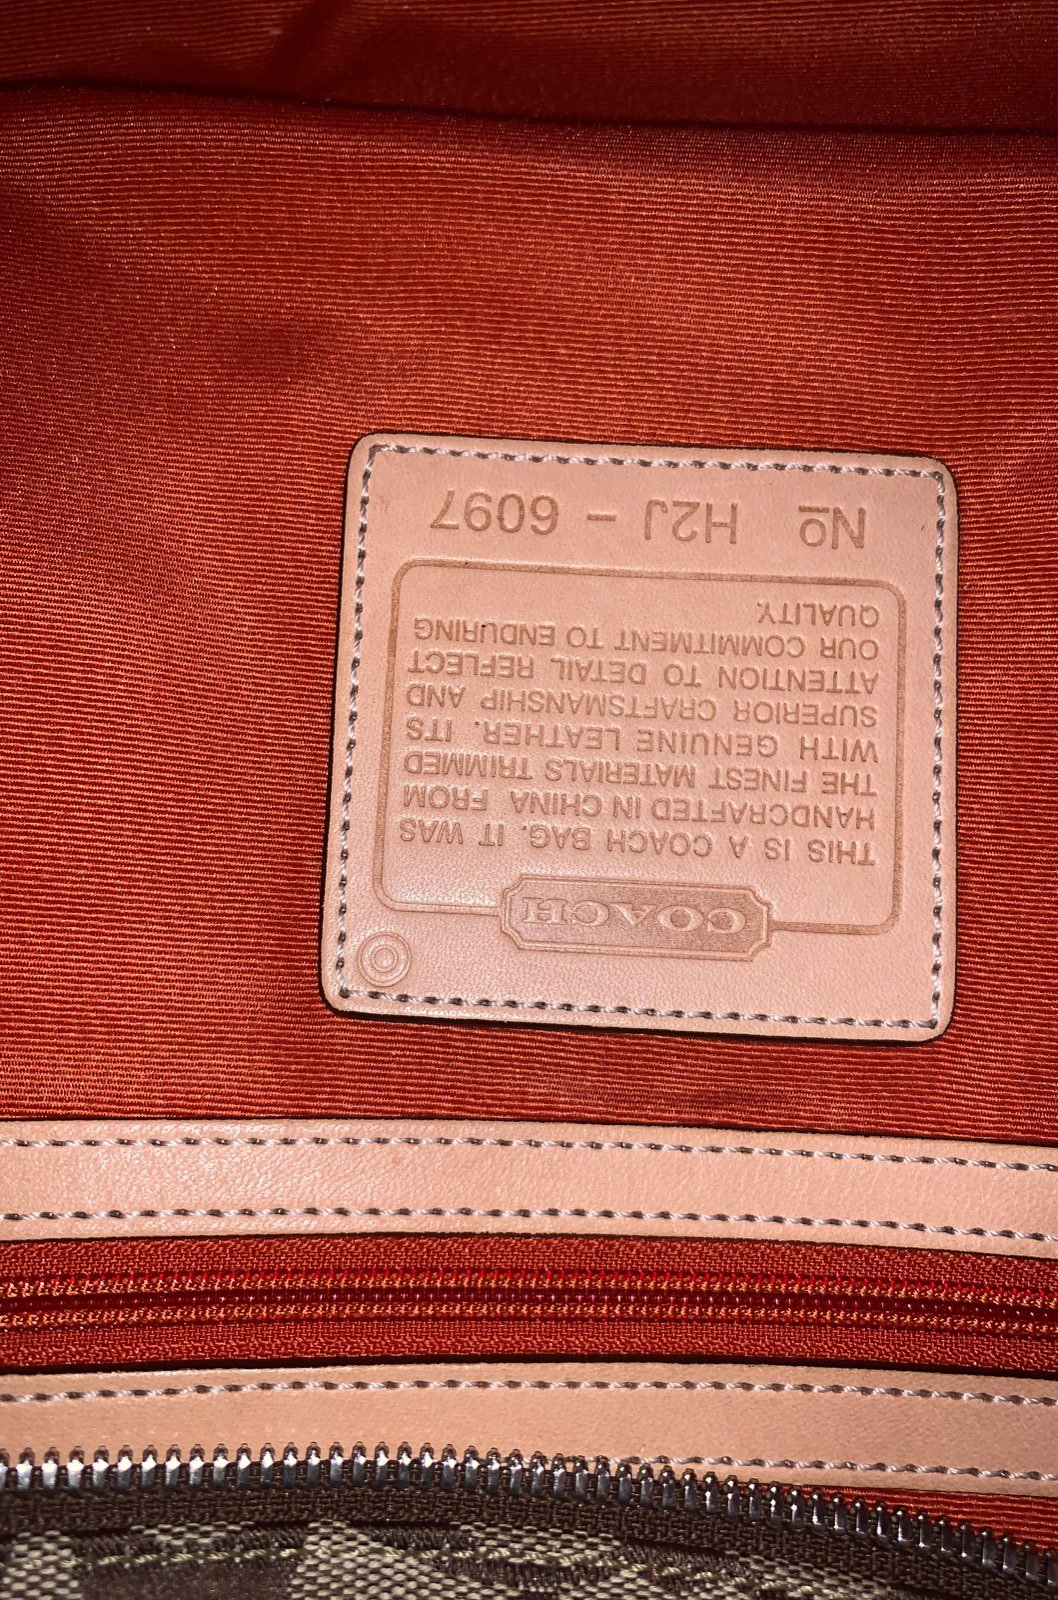 Nº H2J - 6097
COACH
THIS IS A COACH BAG. IT WAS
HANDCRAFTED IN CHINA FROM
THE FINEST MATERIALS TRIMMED
WITH GENUINE LEATHER. ITS
SUPERIOR CRAFTSMANSHIP AND
ATTENTION TO DETAIL REFLECT
OUR COMMITMENT TO ENDURING
QUALITY.